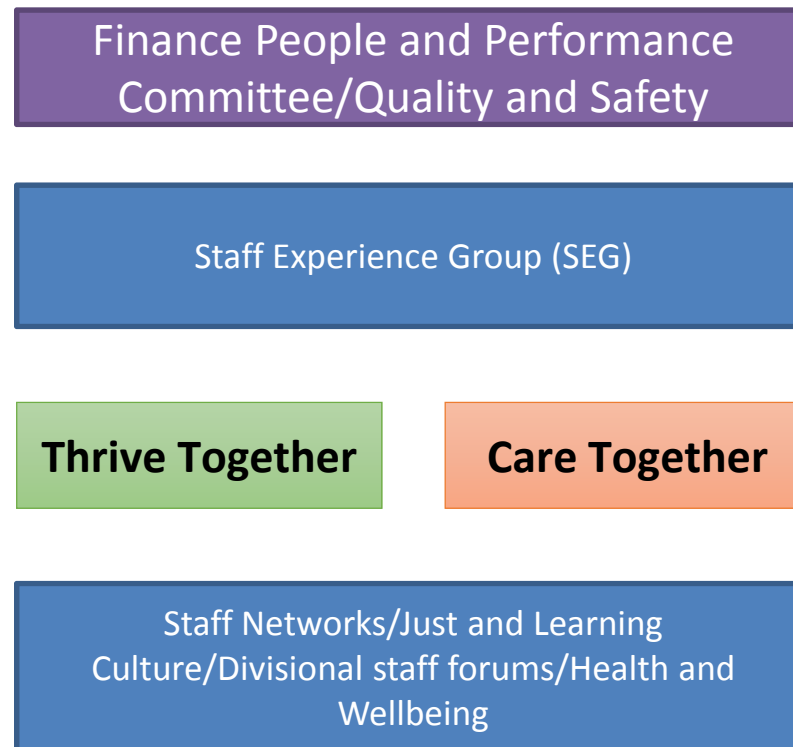 Finance People and Performance
Committee/Quality and Safety
Staff Experience Group (SEG)
Thrive Together
Care Together
Staff Networks/Just and Learning
Culture/Divisional staff forums/Health and
Wellbeing